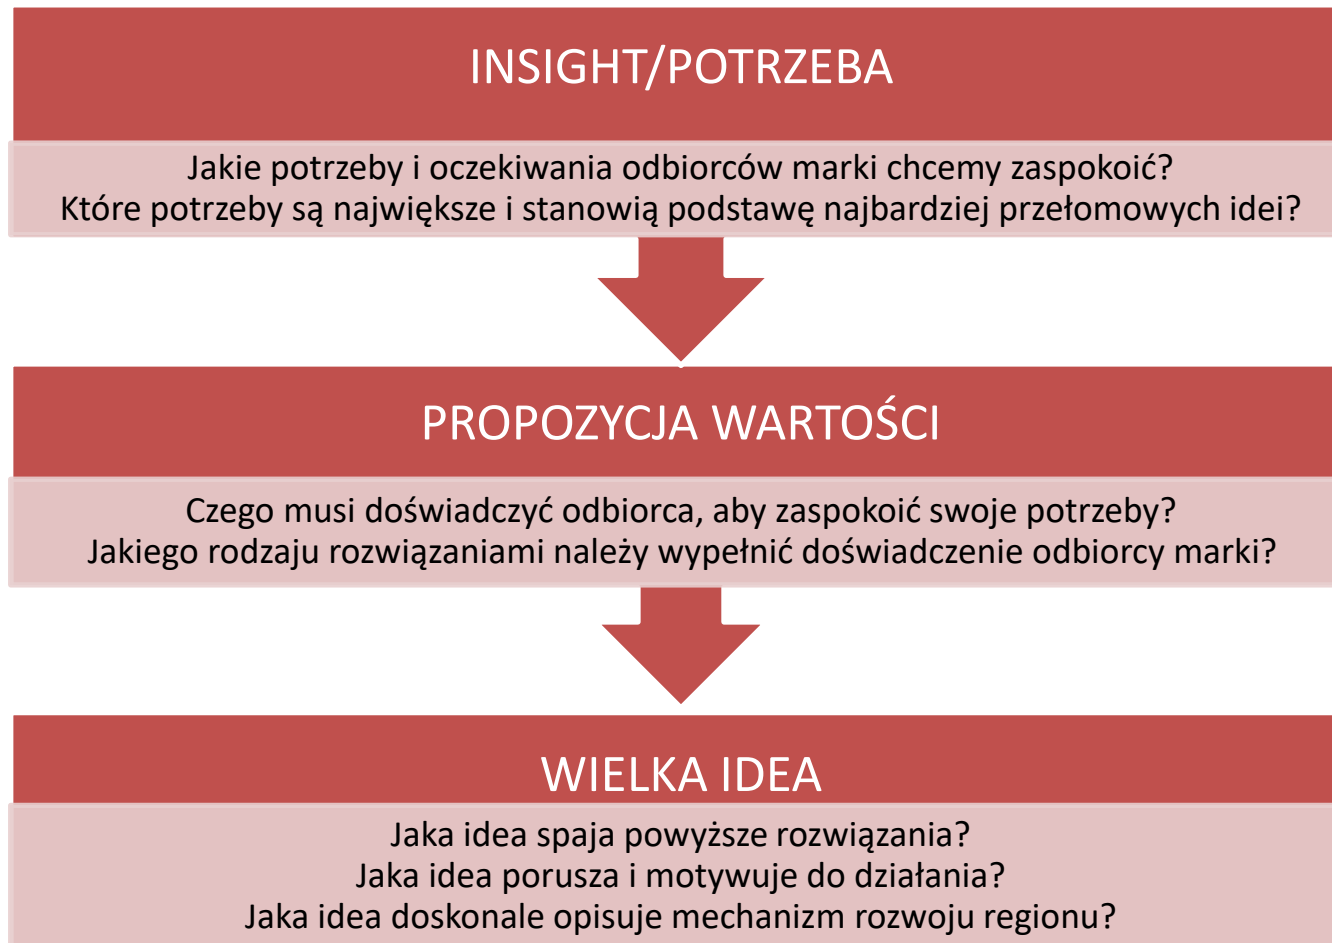 INSIGHT/POTRZEBA
Jakie potrzeby i oczekiwania odbiorców marki chcemy zaspokoić?
Które potrzeby są największe i stanowią podstawę najbardziej przełomowych idei?
PROPOZYCJA WARTOŚCI
Czego musi doświadczyć odbiorca, aby zaspokoić swoje potrzeby?
Jakiego rodzaju rozwiązaniami należy wypełnić doświadczenie odbiorcy marki?
WIELKA IDEA
Jaka idea spaja powyższe rozwiązania?
Jaka idea porusza i motywuje do działania?
Jaka idea doskonale opisuje mechanizm rozwoju regionu?